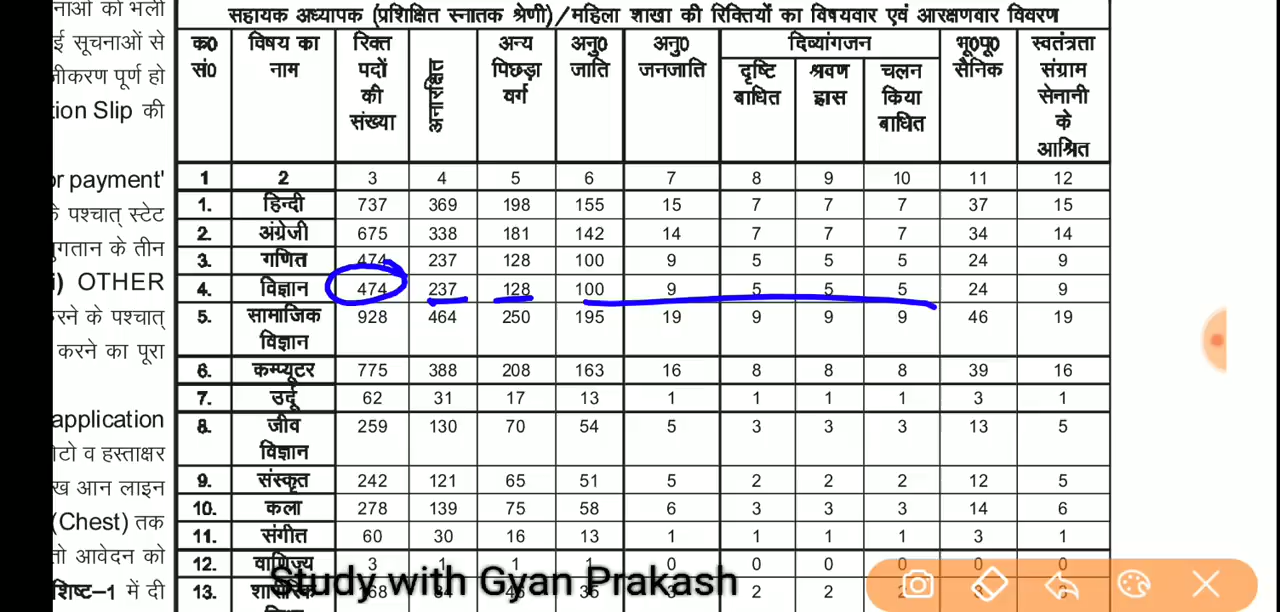 नाओं को भली
ई सूचनाओं से
जीकरण पूर्ण हो
tion Slip की
or payment'
के पश्चात् स्टेट
गतान के तीन
i) OTHER
रने के पश्चात्
करने का पूरा
application
टो व हस्ताक्षर
ख आन लाइन
(Chest) तक
तो आवेदन को
शिष्ट–1 में दी
सहायक अध्यापक (प्रशिक्षित स्नातक श्रेणी)/महिला शाखा की रिक्तियों का विषयवार एवं आरक्षणवार विवरण
क0 सं0 विषय का नाम रिक्त पदों की संख्या अनारक्षित अन्य पिछड़ा वर्ग अनु0 जाति अनु0 जनजाति दिव्यांगजन भू0पू0 सैनिक स्वतंत्रता संग्राम सेनानी के आश्रित
दृष्टि बाधित श्रवण ह्रास चलन किया बाधित
1 2 3 4 5 6 7 8 9 10 11 12
1. हिन्दी 737 369 198 155 15 7 7 7 37 15
2. अंग्रेजी 675 338 181 142 14 7 7 7 34 14
3. गणित 474 237 128 100 9 5 5 5 24 9
4. विज्ञान 474 237 128 100 9 5 5 5 24 9
5. सामाजिक विज्ञान 928 464 250 195 19 9 9 9 46 19
6. कम्प्यूटर 775 388 208 163 16 8 8 8 39 16
7. उर्दू 62 31 17 13 1 1 1 1 3 1
8. जीव विज्ञान 259 130 70 54 5 3 3 3 13 5
9. संस्कृत 242 121 65 51 5 2 2 2 12 5
10. कला 278 139 75 58 6 3 3 3 14 6
11. संगीत 60 30 16 13 1 1 1 1 3 1
12. वाणिज्य 3 1 1 1 0 0 0 0 0 0
13. शारीरिक 168 84 2 2
Study with Gyan Prakash